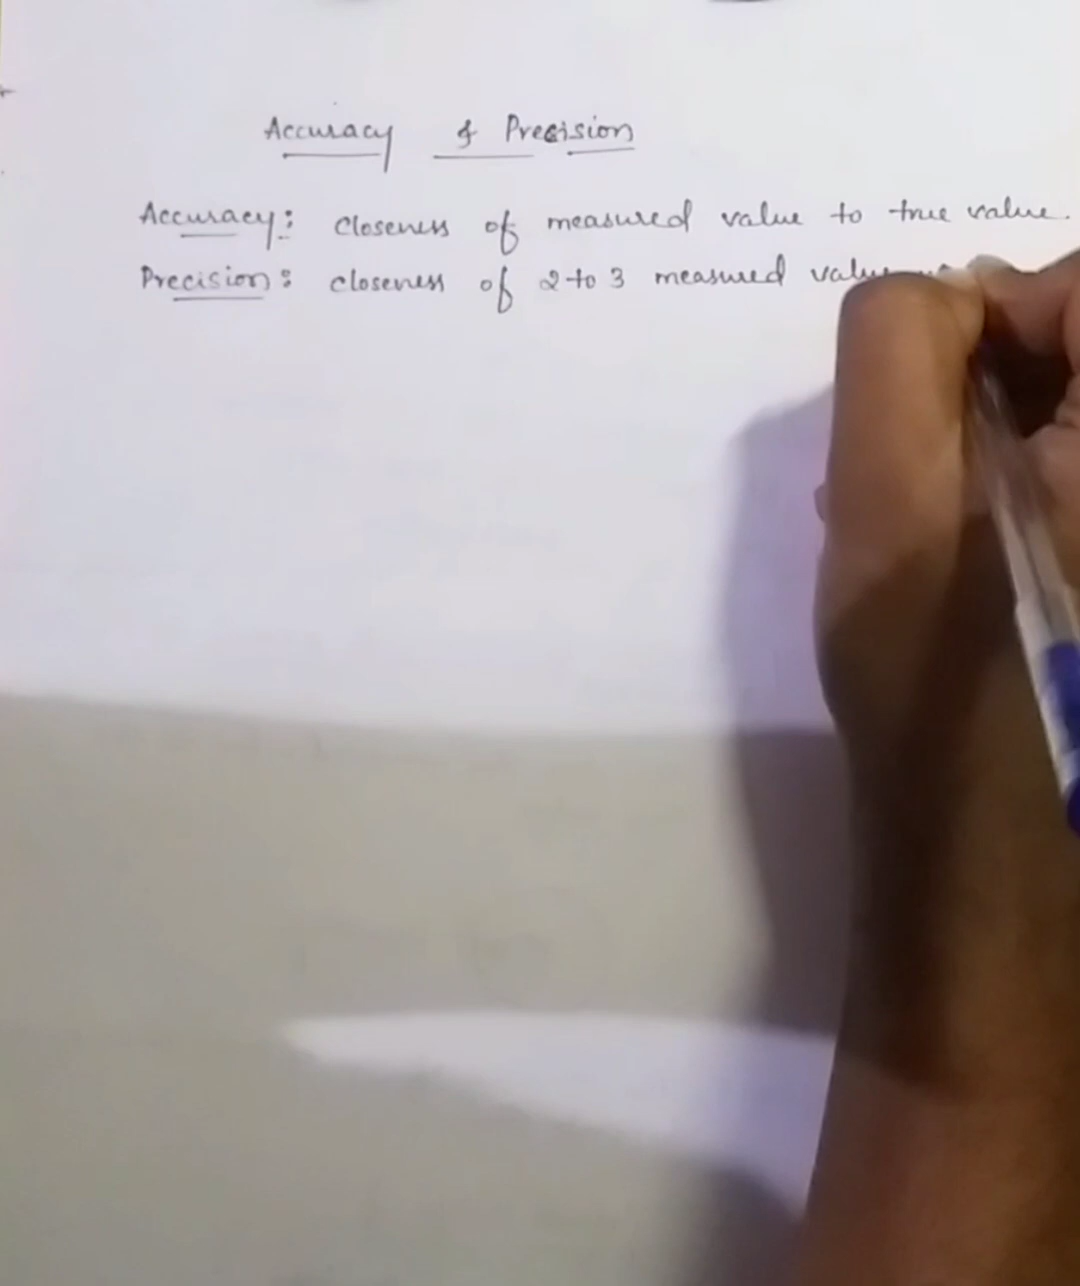 Accuracy & Precision
Accuracy: Closeness of measured value to true value.
Precision: closeness of 2 to 3 measured